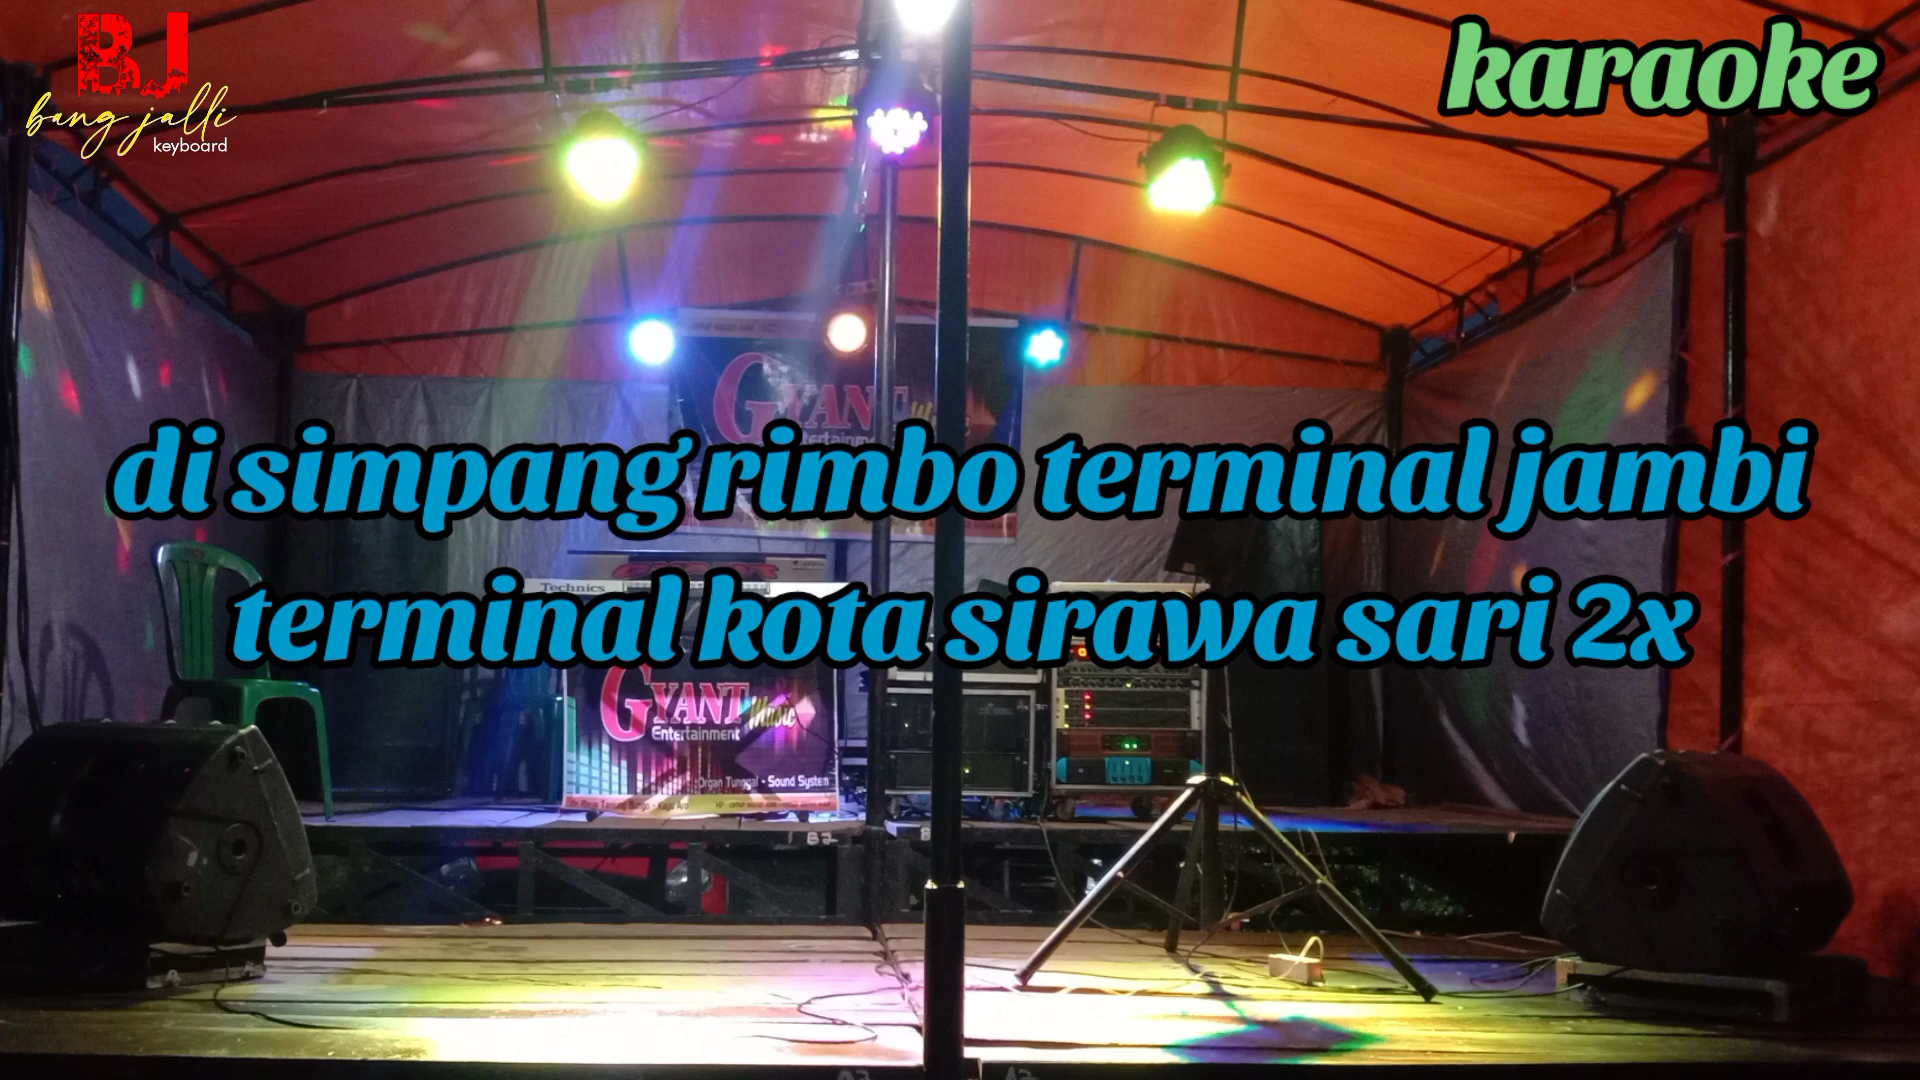 BJ
bang jalli
keyboard
karaoke
GYANT
di simpang rimbo terminal jambi
Technics
terminal kota sirawa sari 2x
GYANT Music
Entertainment
Organ Tunggal - Sound System